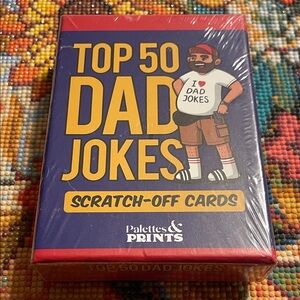 TOP 50
DAD
JOKES
I ❤ DAD
JOKES
SCRATCH-OFF CARDS
Palettes &
PRINTS
TOP 50 DAD JOKES